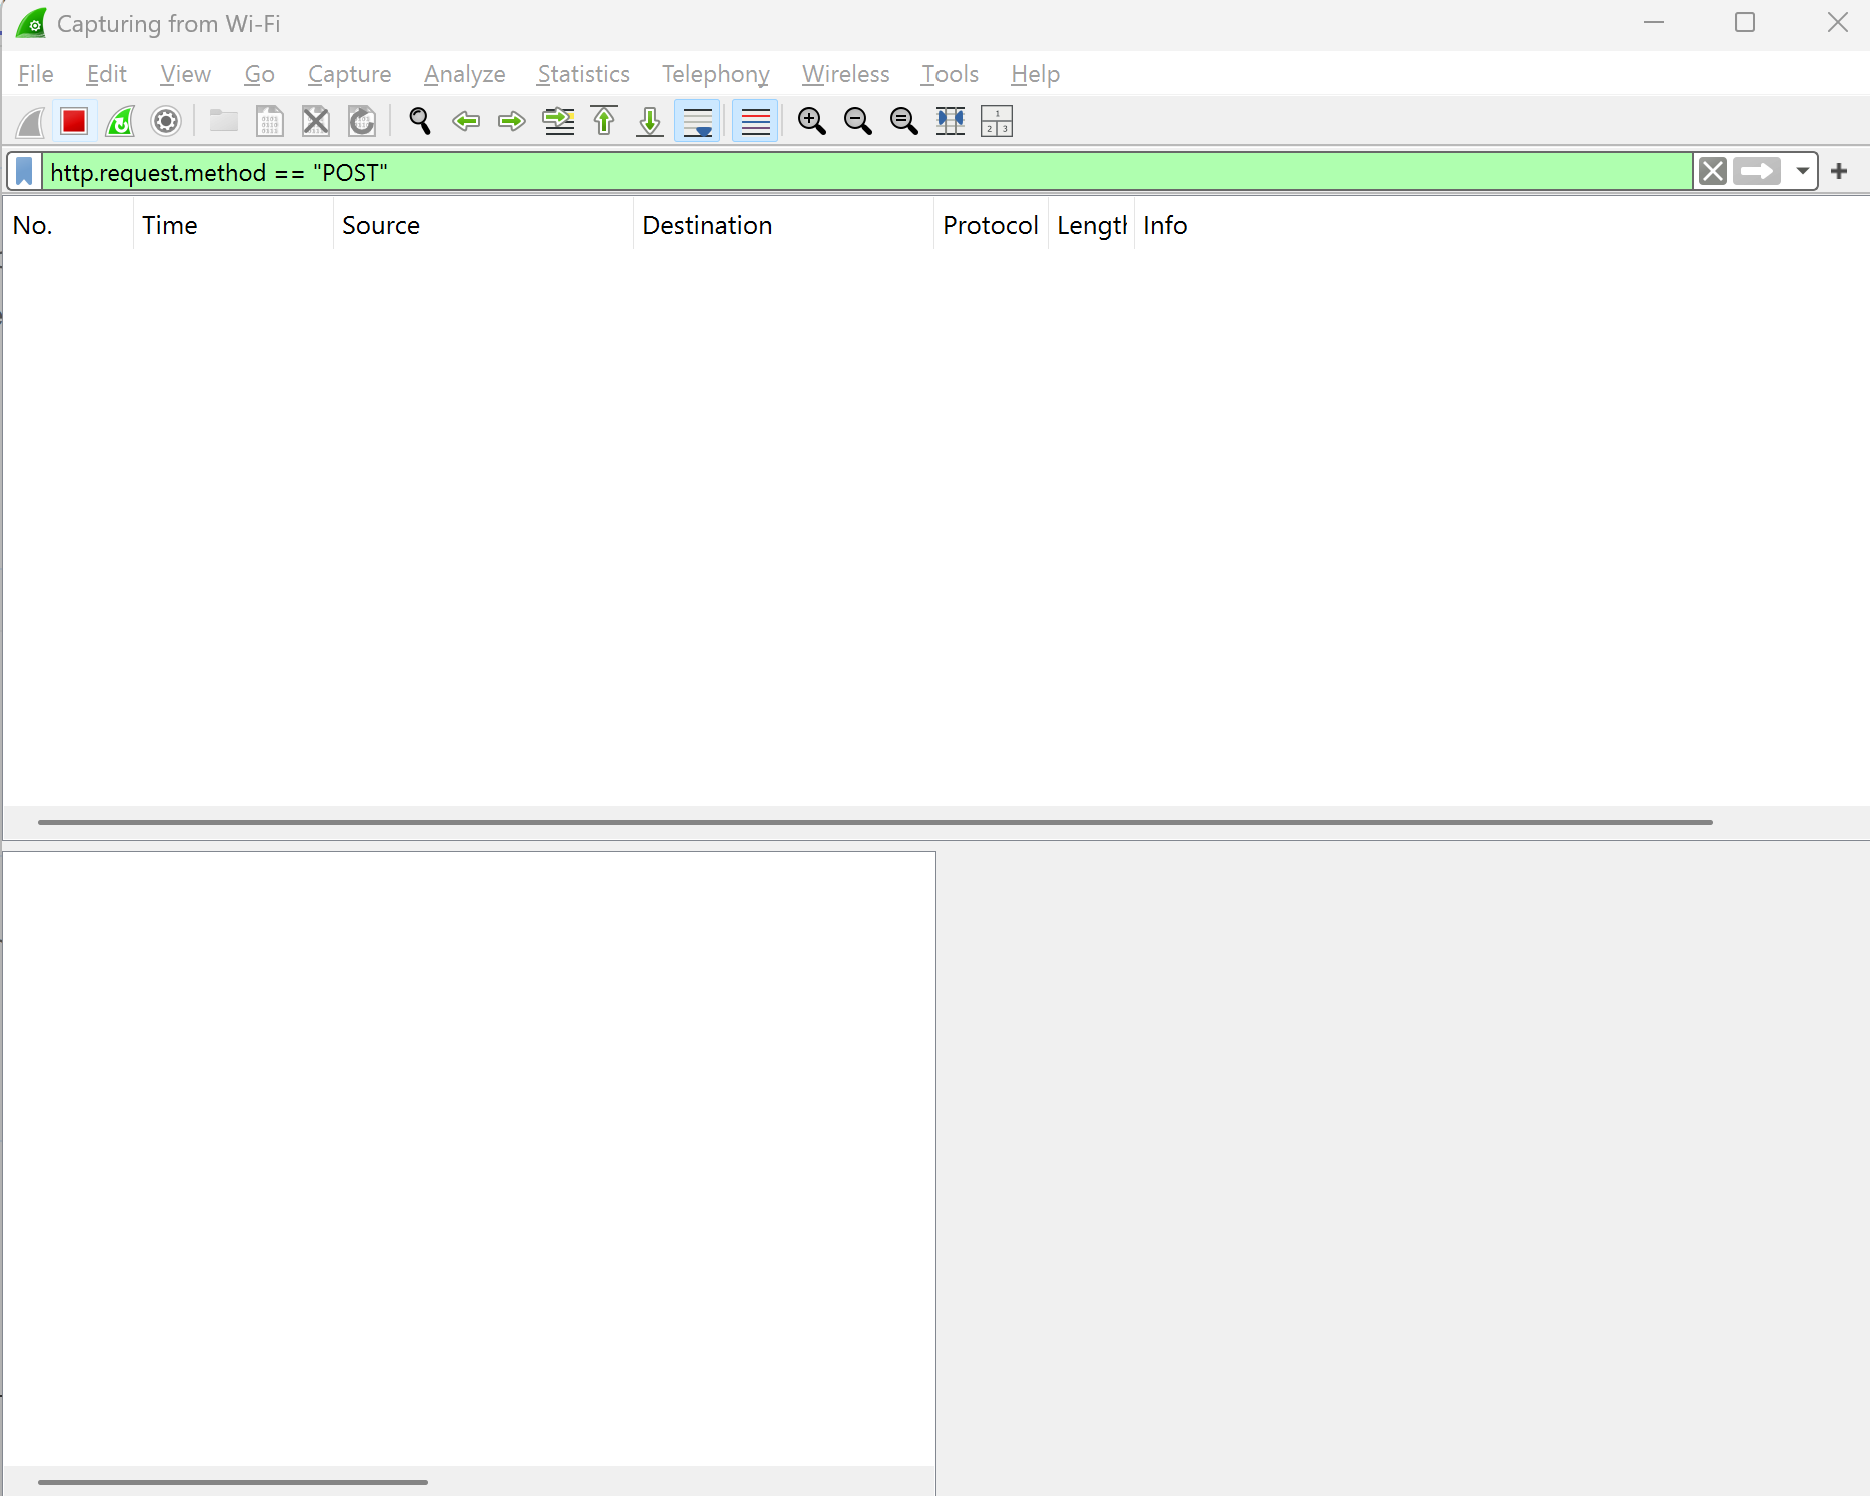 Capturing from Wi-Fi
File Edit View Go Capture Analyze Statistics Telephony Wireless Tools Help
http.request.method == "POST"
No. Time Source Destination Protocol Length Info